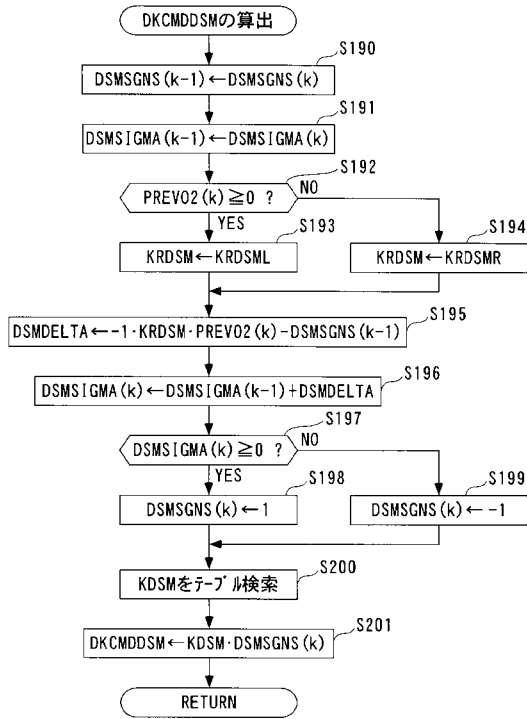 DKCMDDSMの算出
S190
DSMSGNS(k-1)←DSMSGNS(k)
S191
DSMSIGMA(k-1)←DSMSIGMA(k)
S192
PREVO2(k)≧0 ?
NO
YES
S193
S194
KRDSM←KRDSML
KRDSM←KRDSMR
S195
DSMDELTA←-1·KRDSM·PREVO2(k)-DSMSGNS(k-1)
S196
DSMSIGMA(k)←DSMSIGMA(k-1)+DSMDELTA
S197
DSMSIGMA(k)≧0 ?
NO
YES
S198
S199
DSMSGNS(k)←1
DSMSGNS(k)←-1
S200
KDSMをテーブル検索
S201
DKCMDDSM←KDSM·DSMSGNS(k)
RETURN